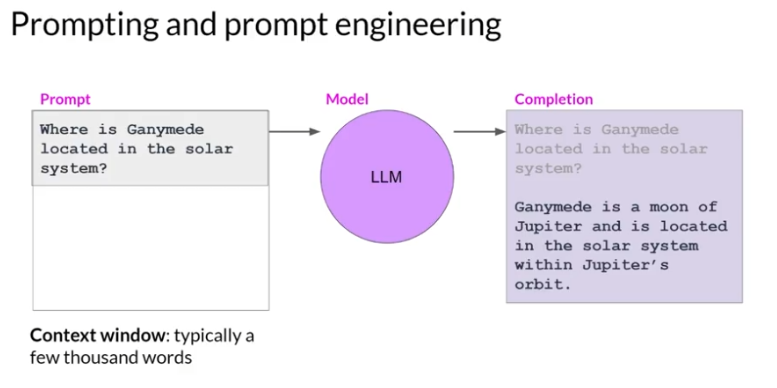 Prompting and prompt engineering
Prompt
Where is Ganymede
located in the solar
system?
Context window: typically a
few thousand words
Model
LLM
Completion
Where is Ganymede
located in the solar
system?
Ganymede is a moon of
Jupiter and is located
in the solar system
within Jupiter's
orbit.